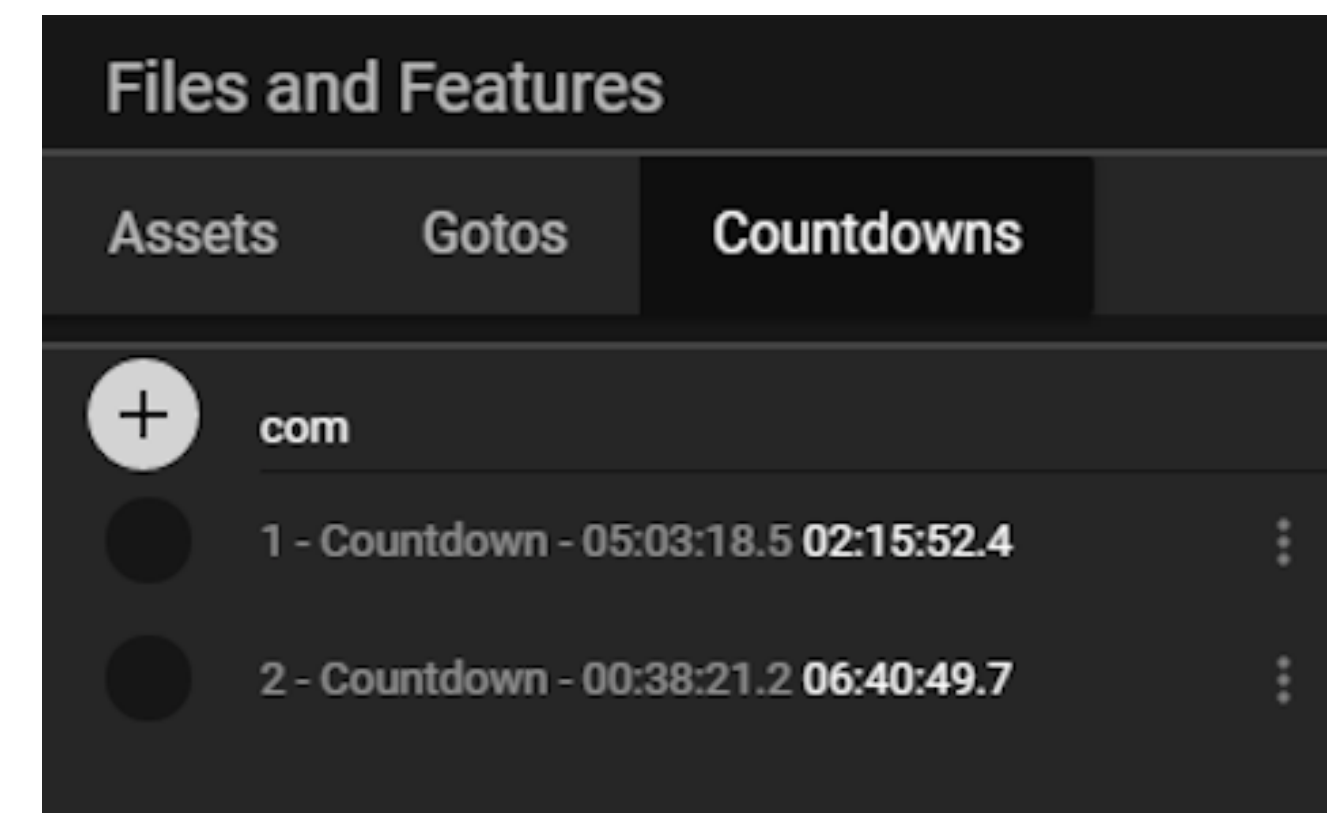 Files and Features
Assets Gotos Countdowns
com
1 - Countdown - 05:03:18.5 02:15:52.4
2 - Countdown - 00:38:21.2 06:40:49.7